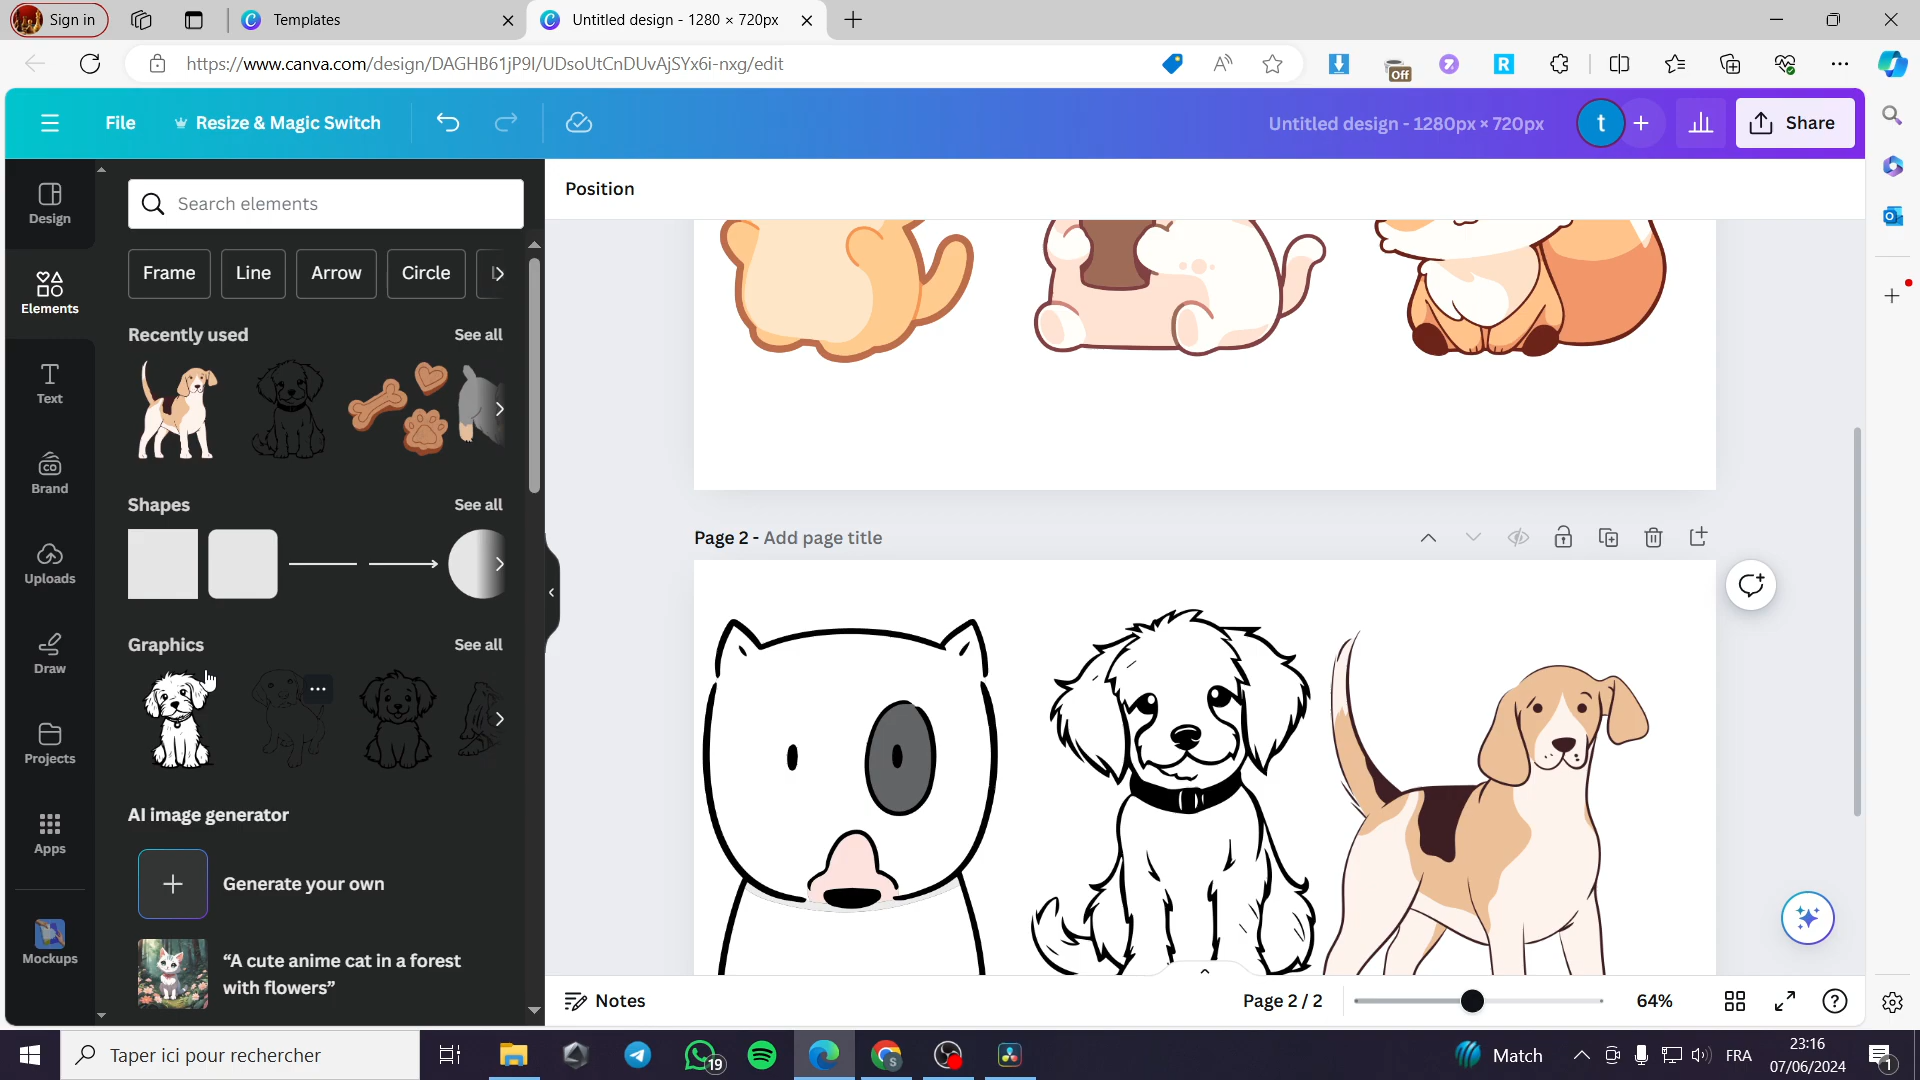 Sign in
Templates
Untitled design - 1280 × 720px
https://www.canva.com/design/DAGHB61jP9I/UDsoUtCnDUvAjSYx6i-nxg/edit
Off
File
Resize & Magic Switch
Untitled design - 1280px × 720px
t
Share
Design
Elements
Text
Brand
Uploads
Draw
Projects
Apps
Mockups
Search elements
Frame
Line
Arrow
Circle
Recently used
See all
Shapes
See all
Graphics
See all
AI image generator
Generate your own
“A cute anime cat in a forest
with flowers”
Position
Page 2 - Add page title
Notes
Page 2 / 2
64%
Taper ici pour rechercher
19
Match
FRA
23:16
07/06/2024
1